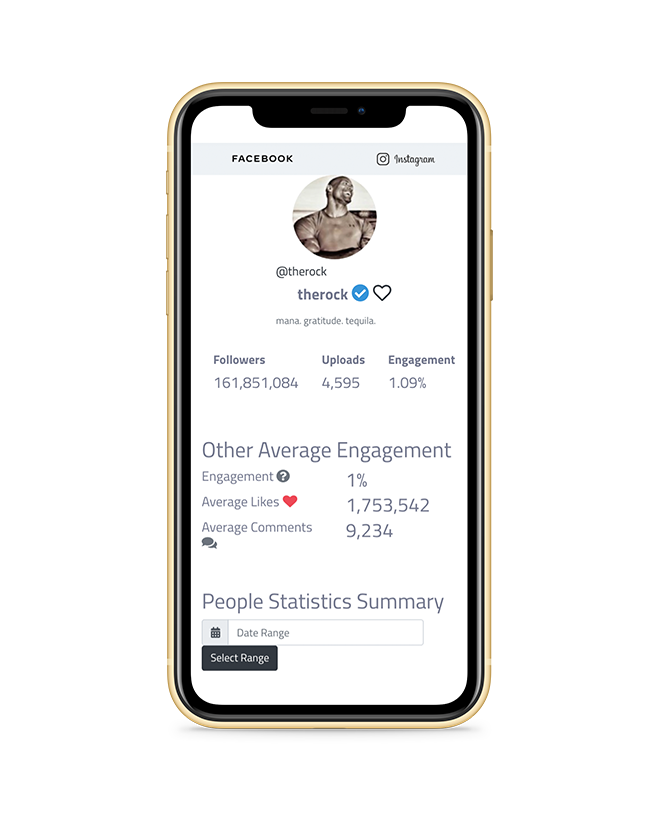 FACEBOOK
Instagram
@therock
therock
mana. gratitude. tequila.
Followers Uploads Engagement
161,851,084 4,595 1.09%
Other Average Engagement
Engagement 1%
Average Likes 1,753,542
Average Comments 9,234
People Statistics Summary
Date Range
Select Range